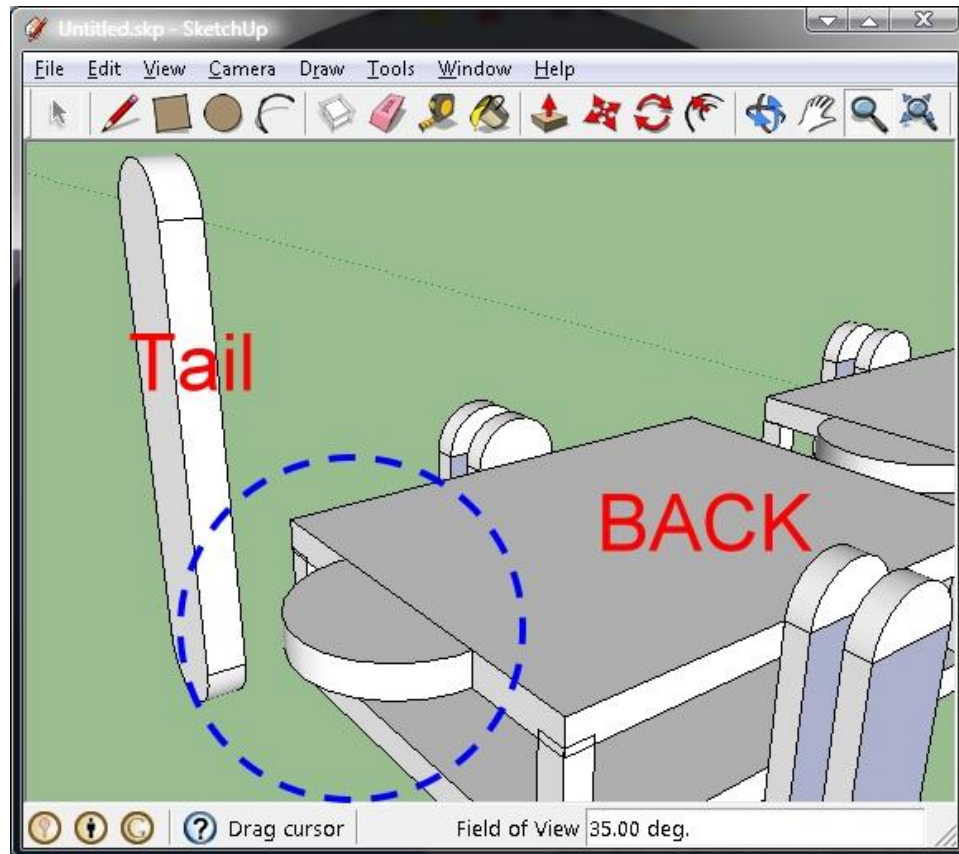 Untitled.skp - SketchUp
File Edit View Camera Draw Tools Window Help
Tail
BACK
Drag cursor Field of View 35.00 deg.